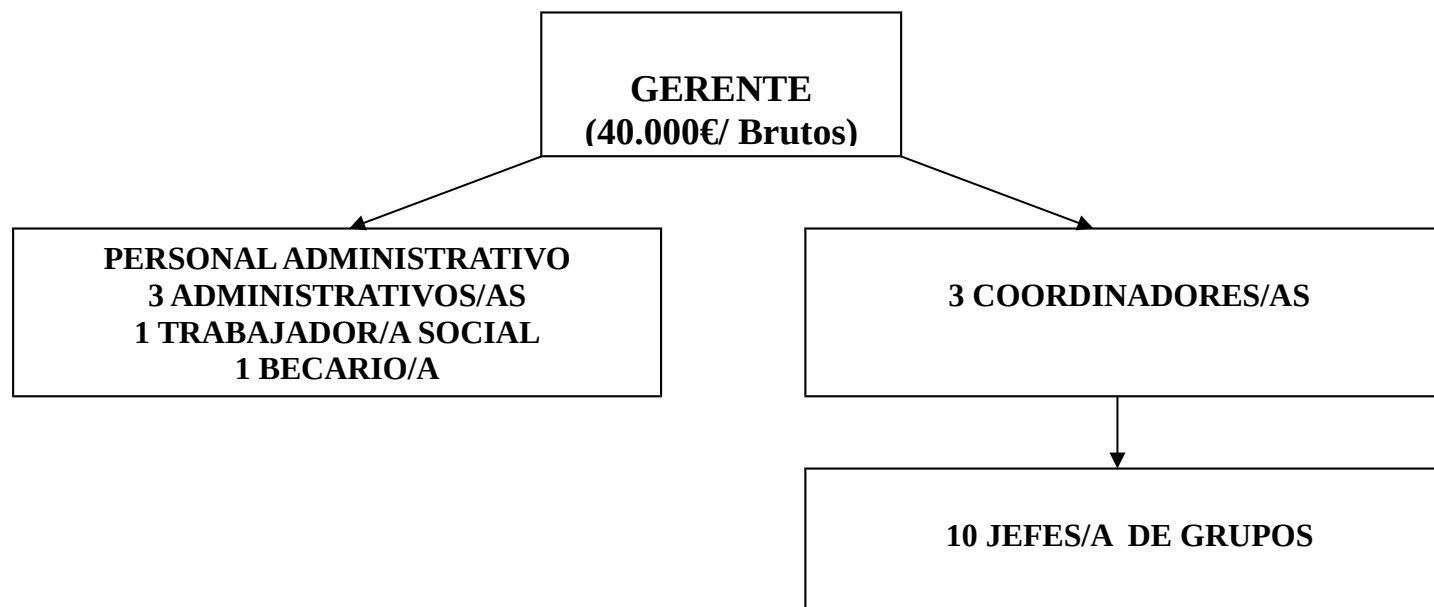 GERENTE
(40.000€/ Brutos)
PERSONAL ADMINISTRATIVO
3 ADMINISTRATIVOS/AS
1 TRABAJADOR/A SOCIAL
1 BECARIO/A
3 COORDINADORES/AS
10 JEFES/A DE GRUPOS